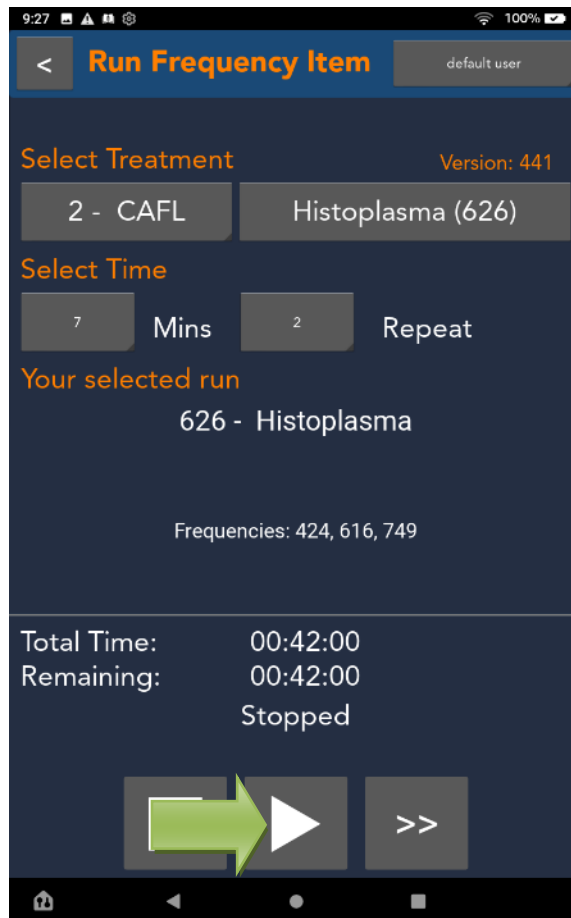 9:27 100%
< Run Frequency Item default user
Select Treatment Version: 441
2 - CAFL Histoplasma (626)
Select Time
7 Mins 2 Repeat
Your selected run
626 - Histoplasma
Frequencies: 424, 616, 749
Total Time: 00:42:00
Remaining: 00:42:00
Stopped
>>